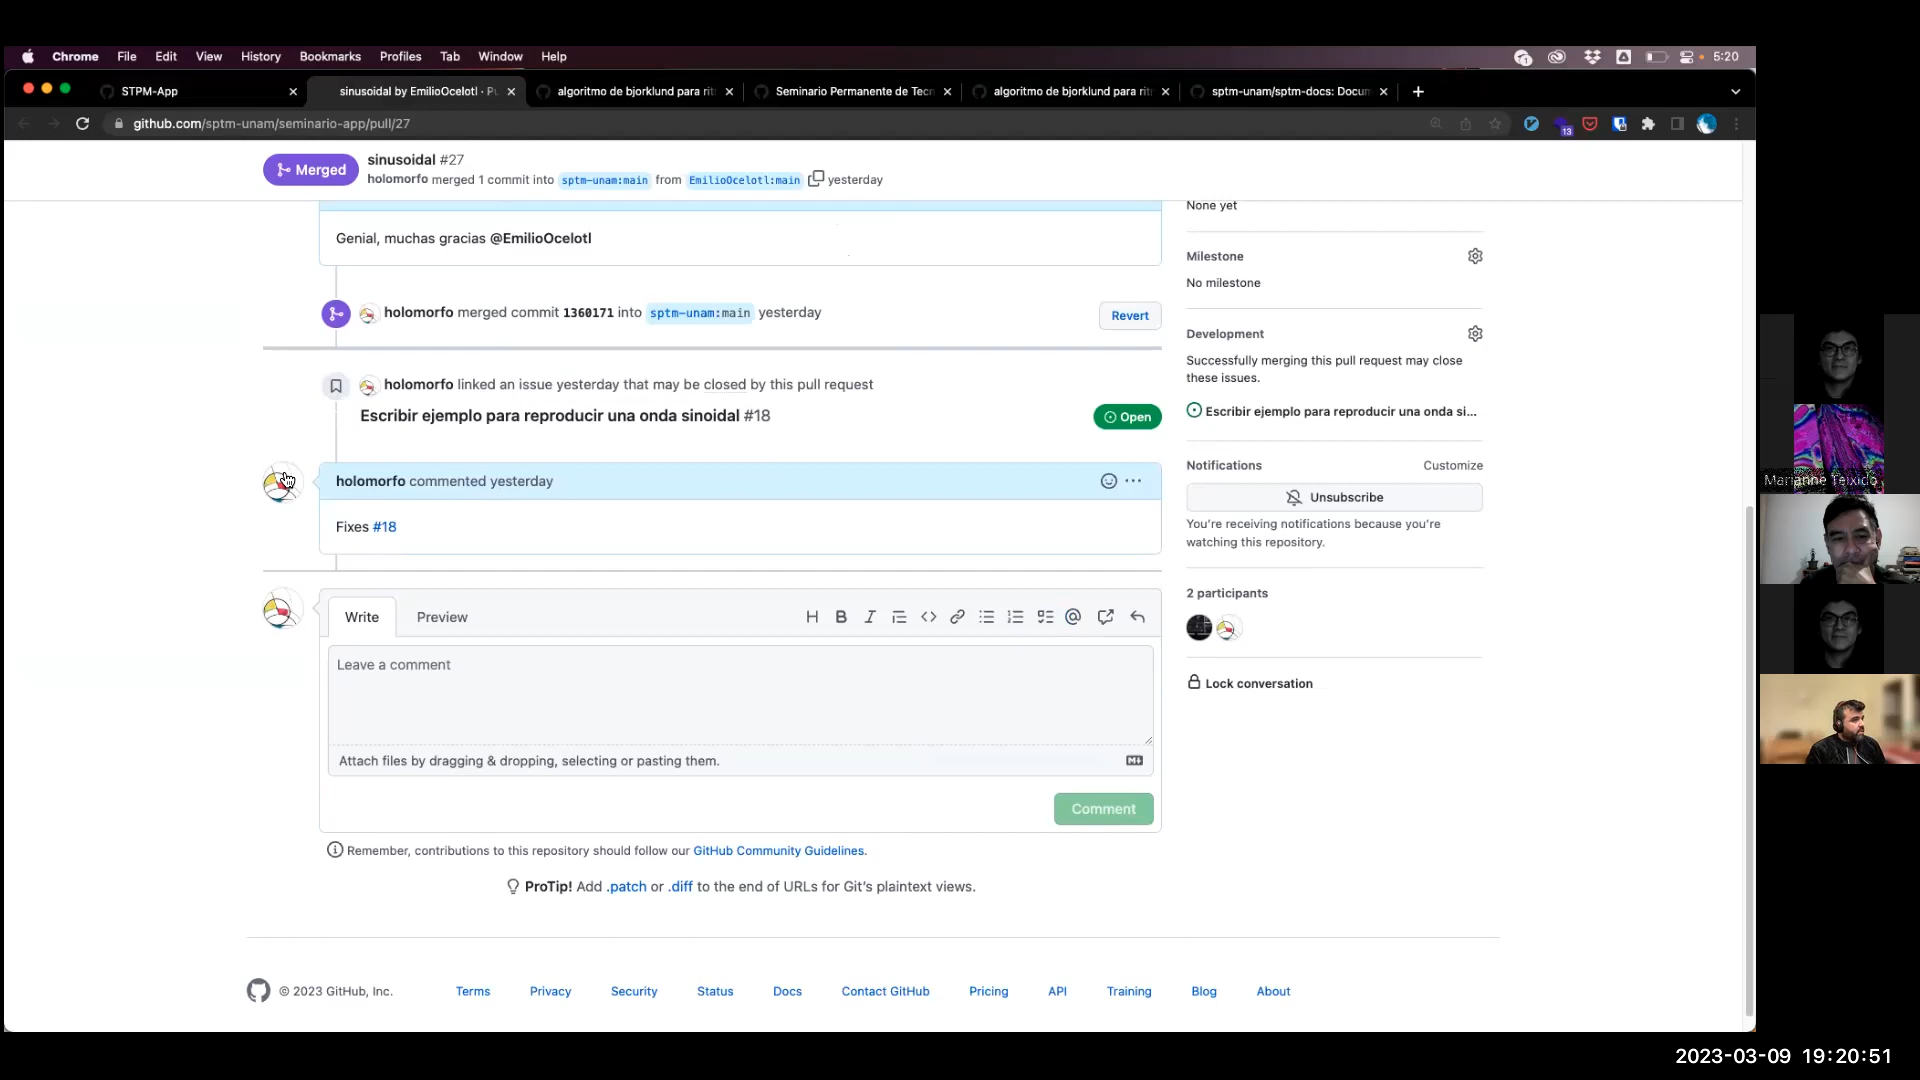 Chrome File Edit View History Bookmarks Profiles Tab Window Help 5:20
STPM-App
sinusoidal by EmilioOcelotl · Pu
algoritmo de bjorklund para rit
Seminario Permanente de Tecn
algoritmo de bjorklund para rit
sptm-unam/sptm-docs: Docum
github.com/sptm-unam/seminario-app/pull/27
13
Merged
sinusoidal #27
holomorfo merged 1 commit into sptm-unam:main from EmilioOcelotl:main yesterday
Genial, muchas gracias @EmilioOcelotl
holomorfo merged commit 1360171 into sptm-unam:main yesterday
Revert
holomorfo linked an issue yesterday that may be closed by this pull request
Escribir ejemplo para reproducir una onda sinoidal #18
Open
holomorfo commented yesterday
Fixes #18
Write Preview
Leave a comment
Attach files by dragging & dropping, selecting or pasting them.
Comment
Remember, contributions to this repository should follow our GitHub Community Guidelines.
ProTip! Add .patch or .diff to the end of URLs for Git's plaintext views.
None yet
Milestone
No milestone
Development
Successfully merging this pull request may close
these issues.
Escribir ejemplo para reproducir una onda si...
Notifications Customize
Unsubscribe
You're receiving notifications because you're
watching this repository.
2 participants
Lock conversation
© 2023 GitHub, Inc. Terms Privacy Security Status Docs Contact GitHub Pricing API Training Blog About
Marianne Teixido
2023-03-09 19:20:51